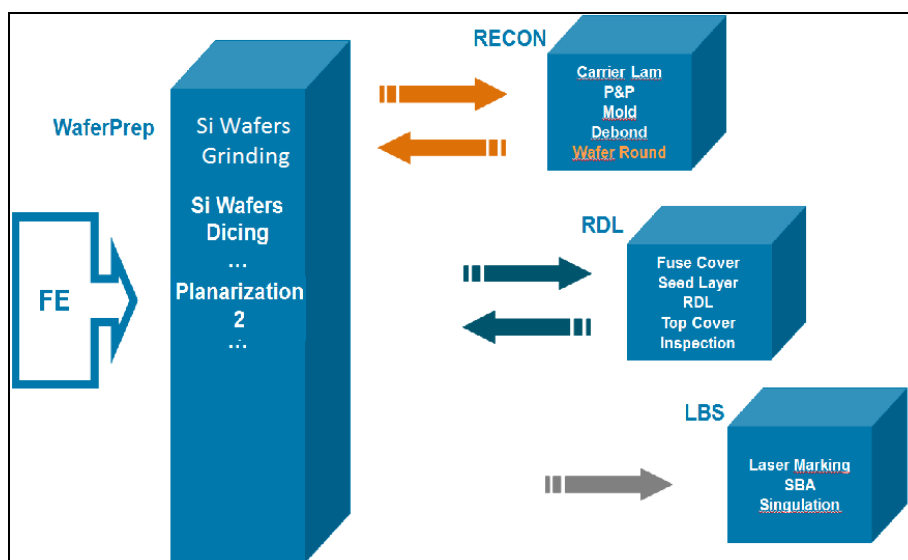 RECON
Carrier Lam
P&P
Mold
Debond
Wafer Round
WaferPrep
Si Wafers
Grinding
Si Wafers
Dicing
...
Planarization
2
...
FE
RDL
Fuse Cover
Seed Layer
RDL
Top Cover
Inspection
LBS
Laser Marking
SBA
Singulation